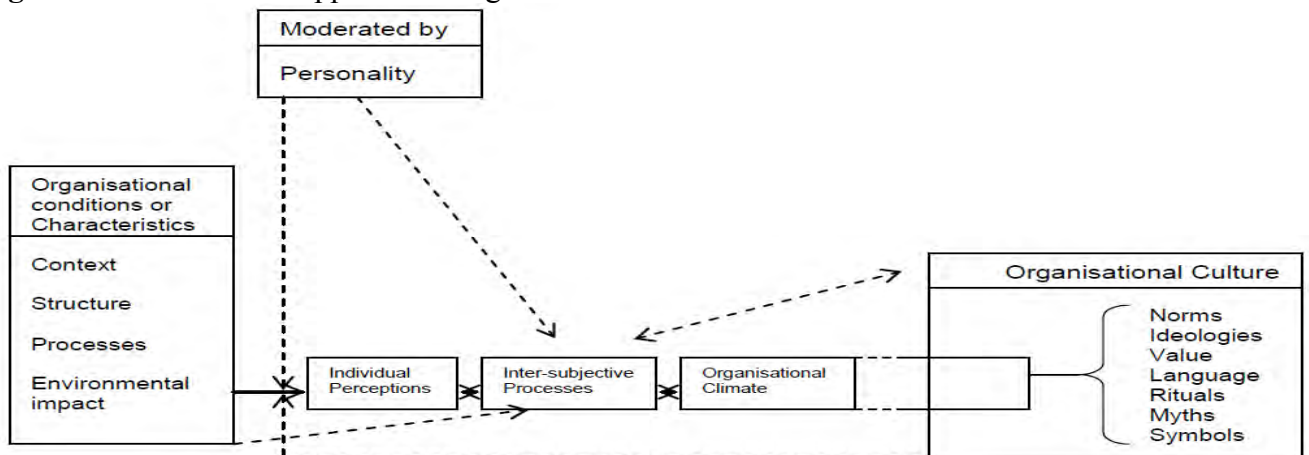 Moderated by
Personality
Organisational
conditions or
Characteristics
Context
Structure
Processes
Environmental
impact
Individual
Perceptions
Inter-subjective
Processes
Organisational
Climate
Organisational Culture
Norms
Ideologies
Value
Language
Rituals
Myths
Symbols